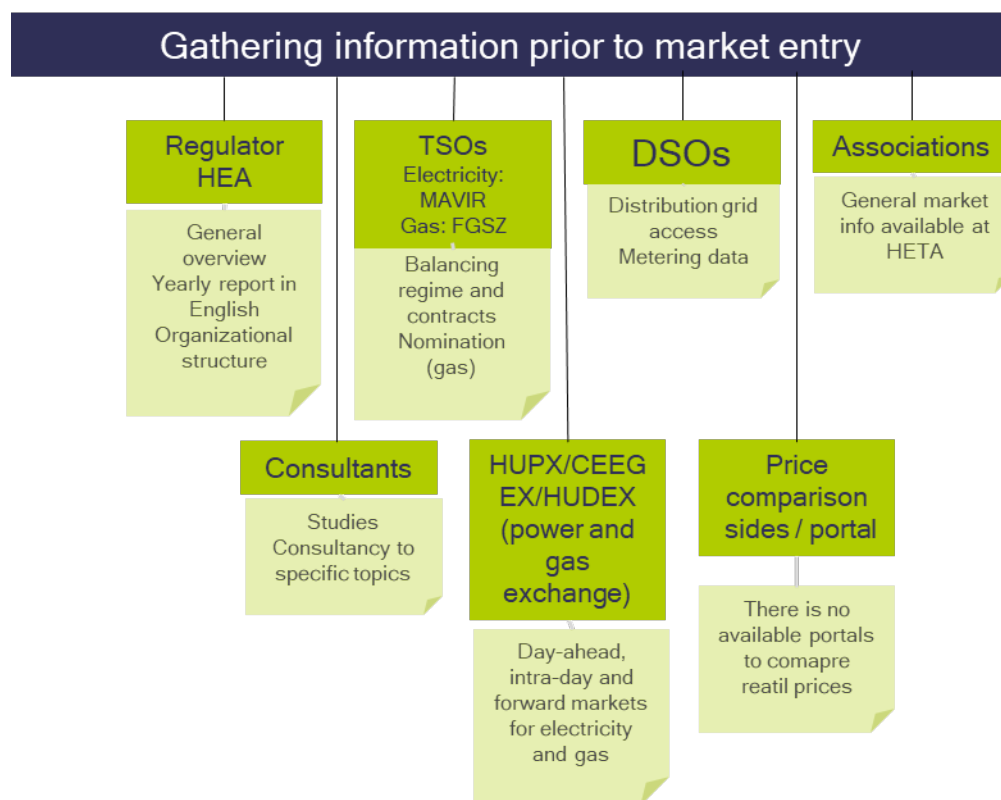 Gathering information prior to market entry
Regulator
HEA
General
overview
Yearly report in
English
Organizational
structure
TSOs
Electricity:
MAVIR
Gas: FGSZ
Balancing
regime and
contracts
Nomination
(gas)
DSOs
Distribution grid
access
Metering data
Associations
General market
info available at
HETA
Consultants
Studies
Consultancy to
specific topics
HUPX/CEEG
EX/HUDEX
(power and
gas
exchange)
Day-ahead,
intra-day and
forward markets
for electricity
and gas
Price
comparison
sides / portal
There is no
available portals
to comapre
reatil prices